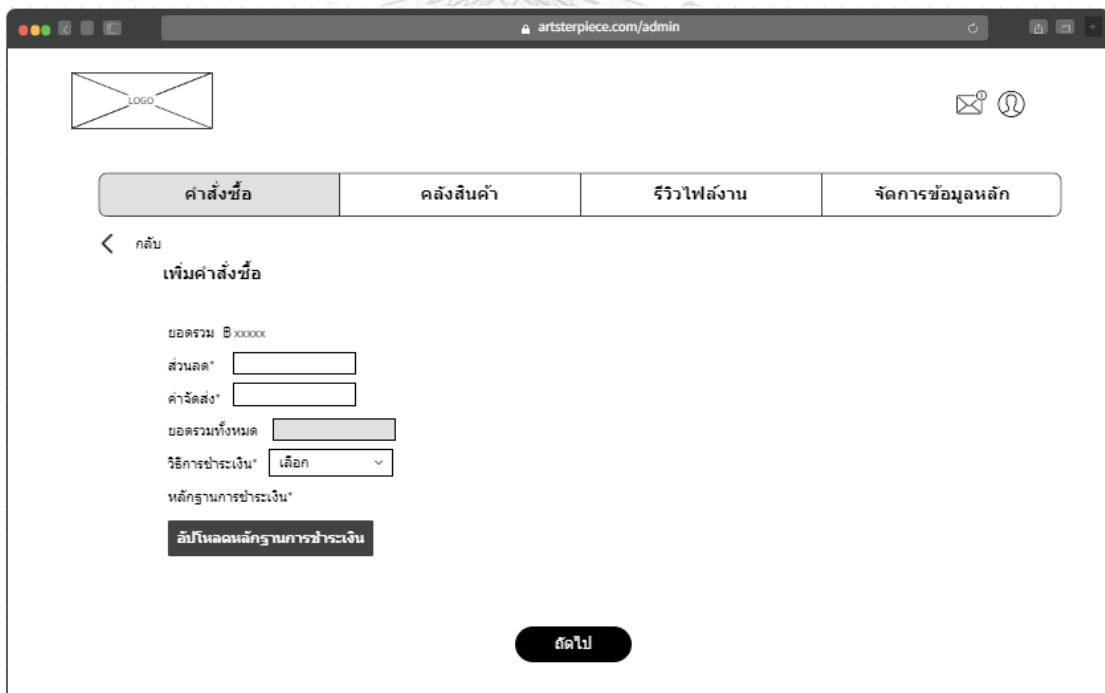 artsterpiece.com/admin
LOGO
1
คำสั่งซื้อ คลังสินค้า รีวิวไฟล์งาน จัดการข้อมูลหลัก
กลับ
เพิ่มคำสั่งซื้อ
ยอดรวม ฿xxxxx
ส่วนลด*
ค่าจัดส่ง*
ยอดรวมทั้งหมด
วิธีการชำระเงิน* เลือก
หลักฐานการชำระเงิน*
อัปโหลดหลักฐานการชำระเงิน
ถัดไป